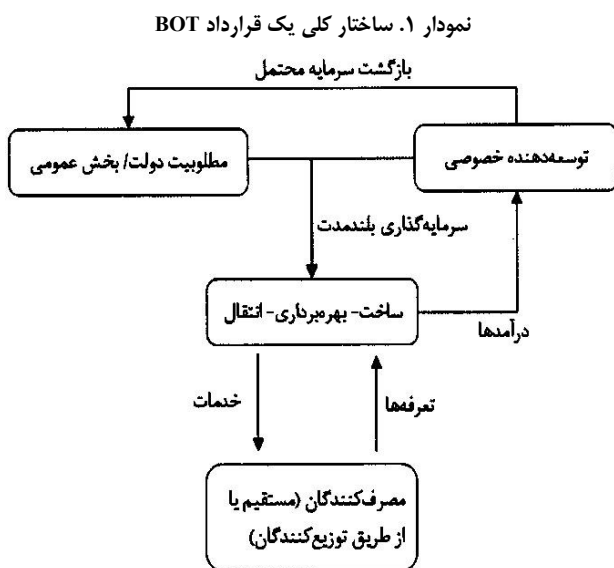 نمودار ۱. ساختار کلی یک قرارداد BOT
بازگشت سرمایه محتمل
توسعه‌دهنده خصوصی
مطلوبیت دولت/ بخش عمومی
سرمایه‌گذاری بلندمدت
ساخت- بهره‌برداری- انتقال
درآمدها
خدمات
تعرفه‌ها
مصرف‌کنندگان (مستقیم یا
از طریق توزیع‌کنندگان)